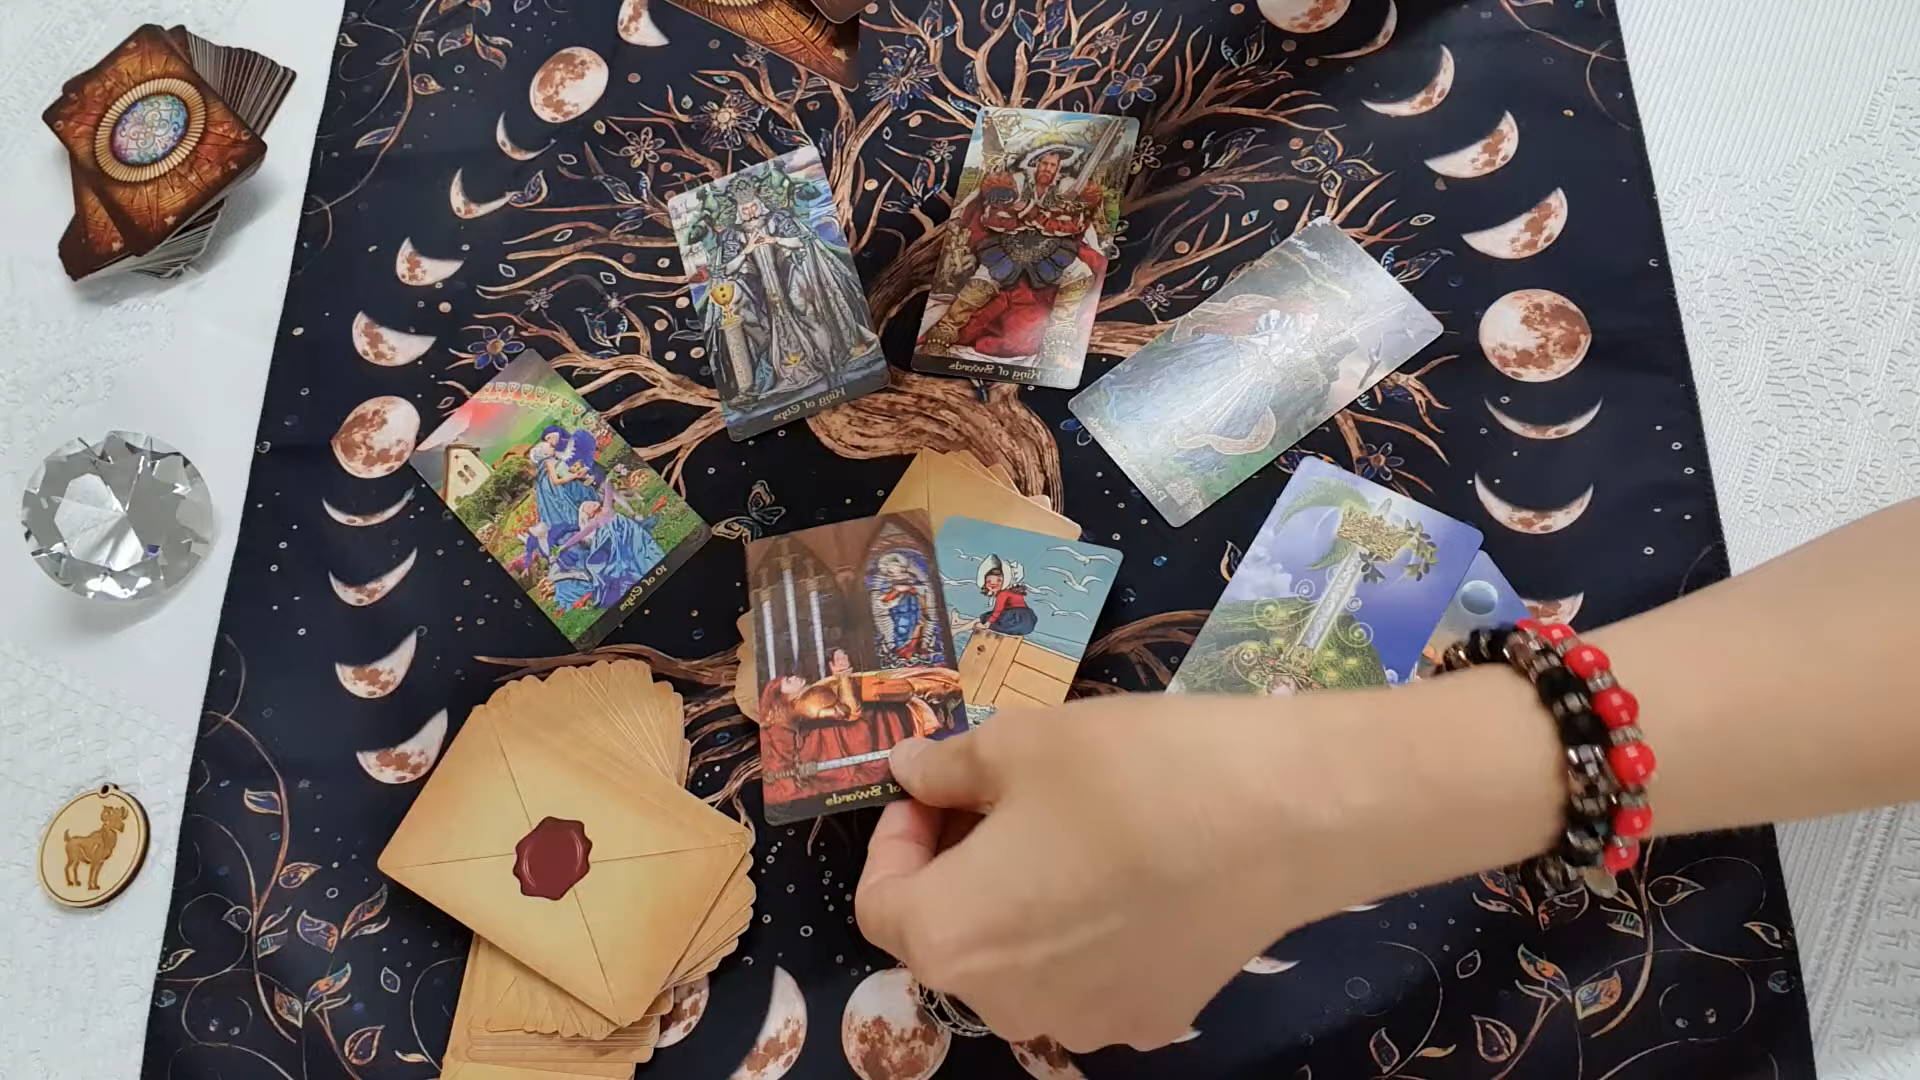 King of Swords
King of Cups
10 of Cups
of Swords